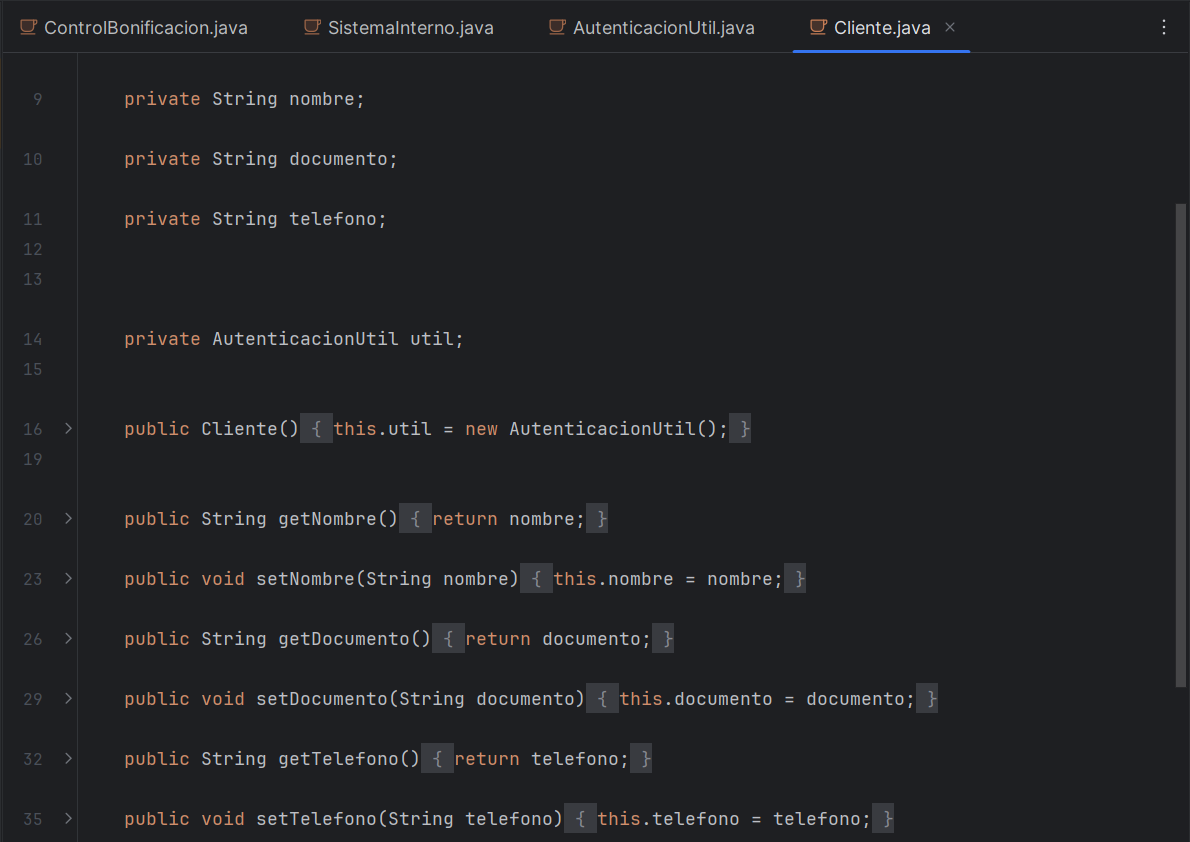 ControlBonificacion.java SistemaInterno.java AutenticacionUtil.java Cliente.java
9 private String nombre;
10 private String documento;
11 private String telefono;
12
13
14 private AutenticacionUtil util;
15
16 public Cliente() { this.util = new AutenticacionUtil(); }
19
20 public String getNombre() { return nombre; }
23 public void setNombre(String nombre) { this.nombre = nombre; }
26 public String getDocumento() { return documento; }
29 public void setDocumento(String documento) { this.documento = documento; }
32 public String getTelefono() { return telefono; }
35 public void setTelefono(String telefono) { this.telefono = telefono; }